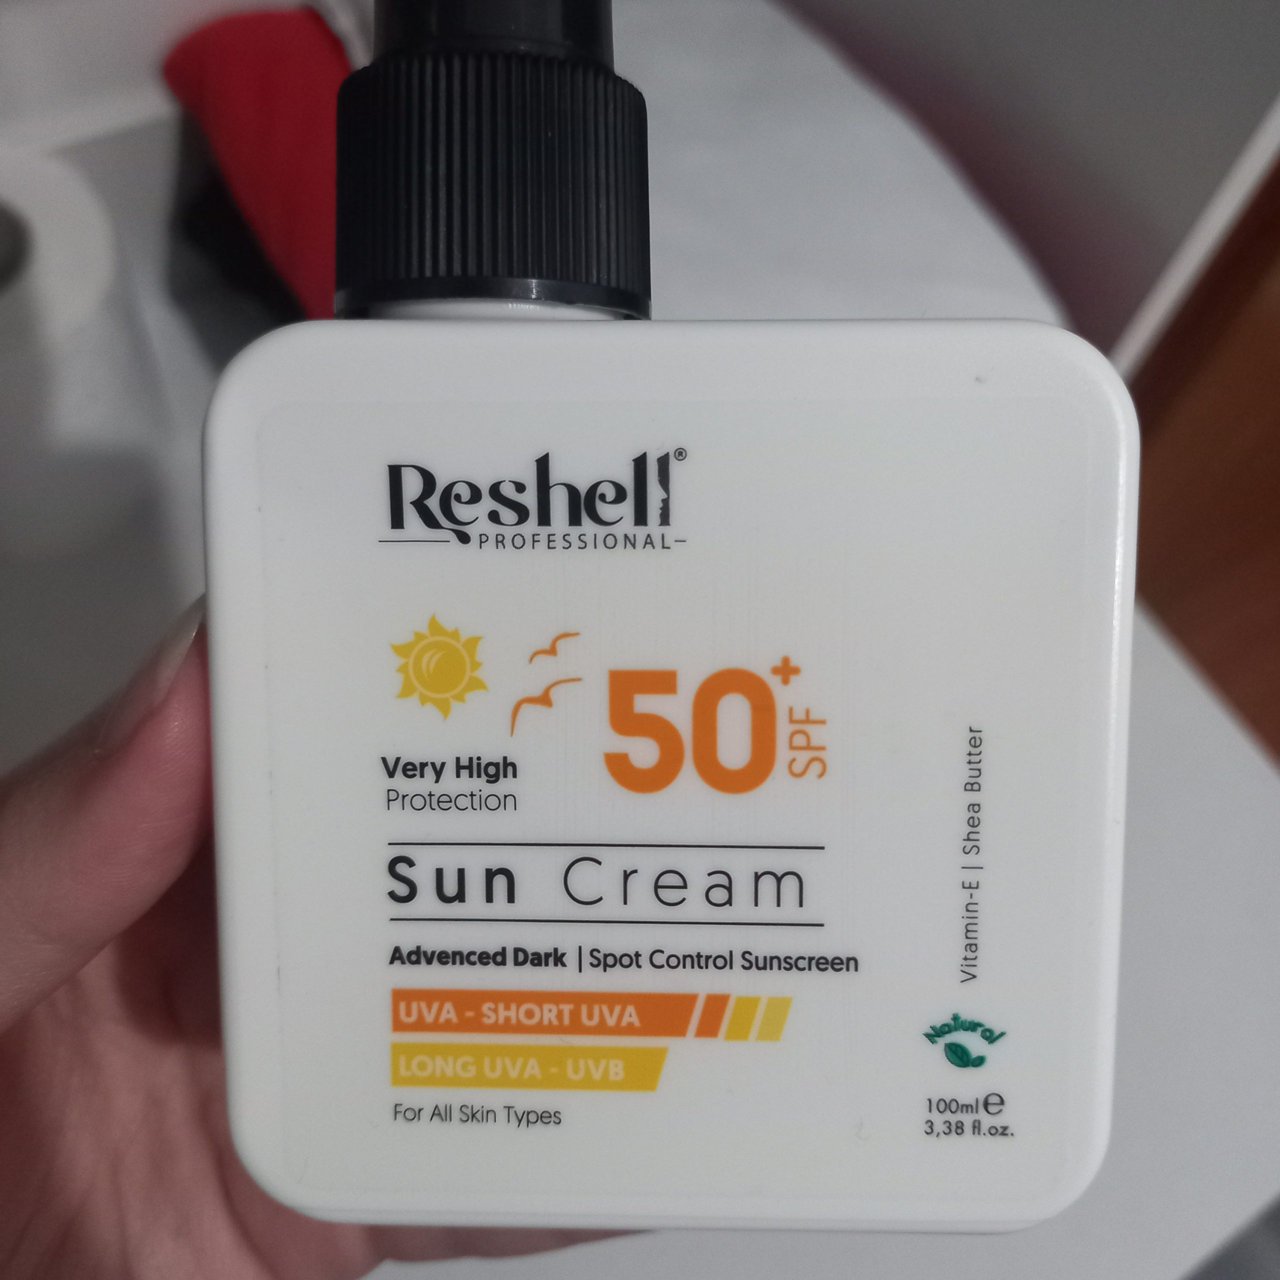 Reshell®
PROFESSIONAL
50+ SPF
Very High
Protection
Sun Cream
Advenced Dark | Spot Control Sunscreen
UVA - SHORT UVA
LONG UVA - UVB
For All Skin Types
Vitamin-E | Shea Butter
Natural
100ml e
3,38 fl.oz.